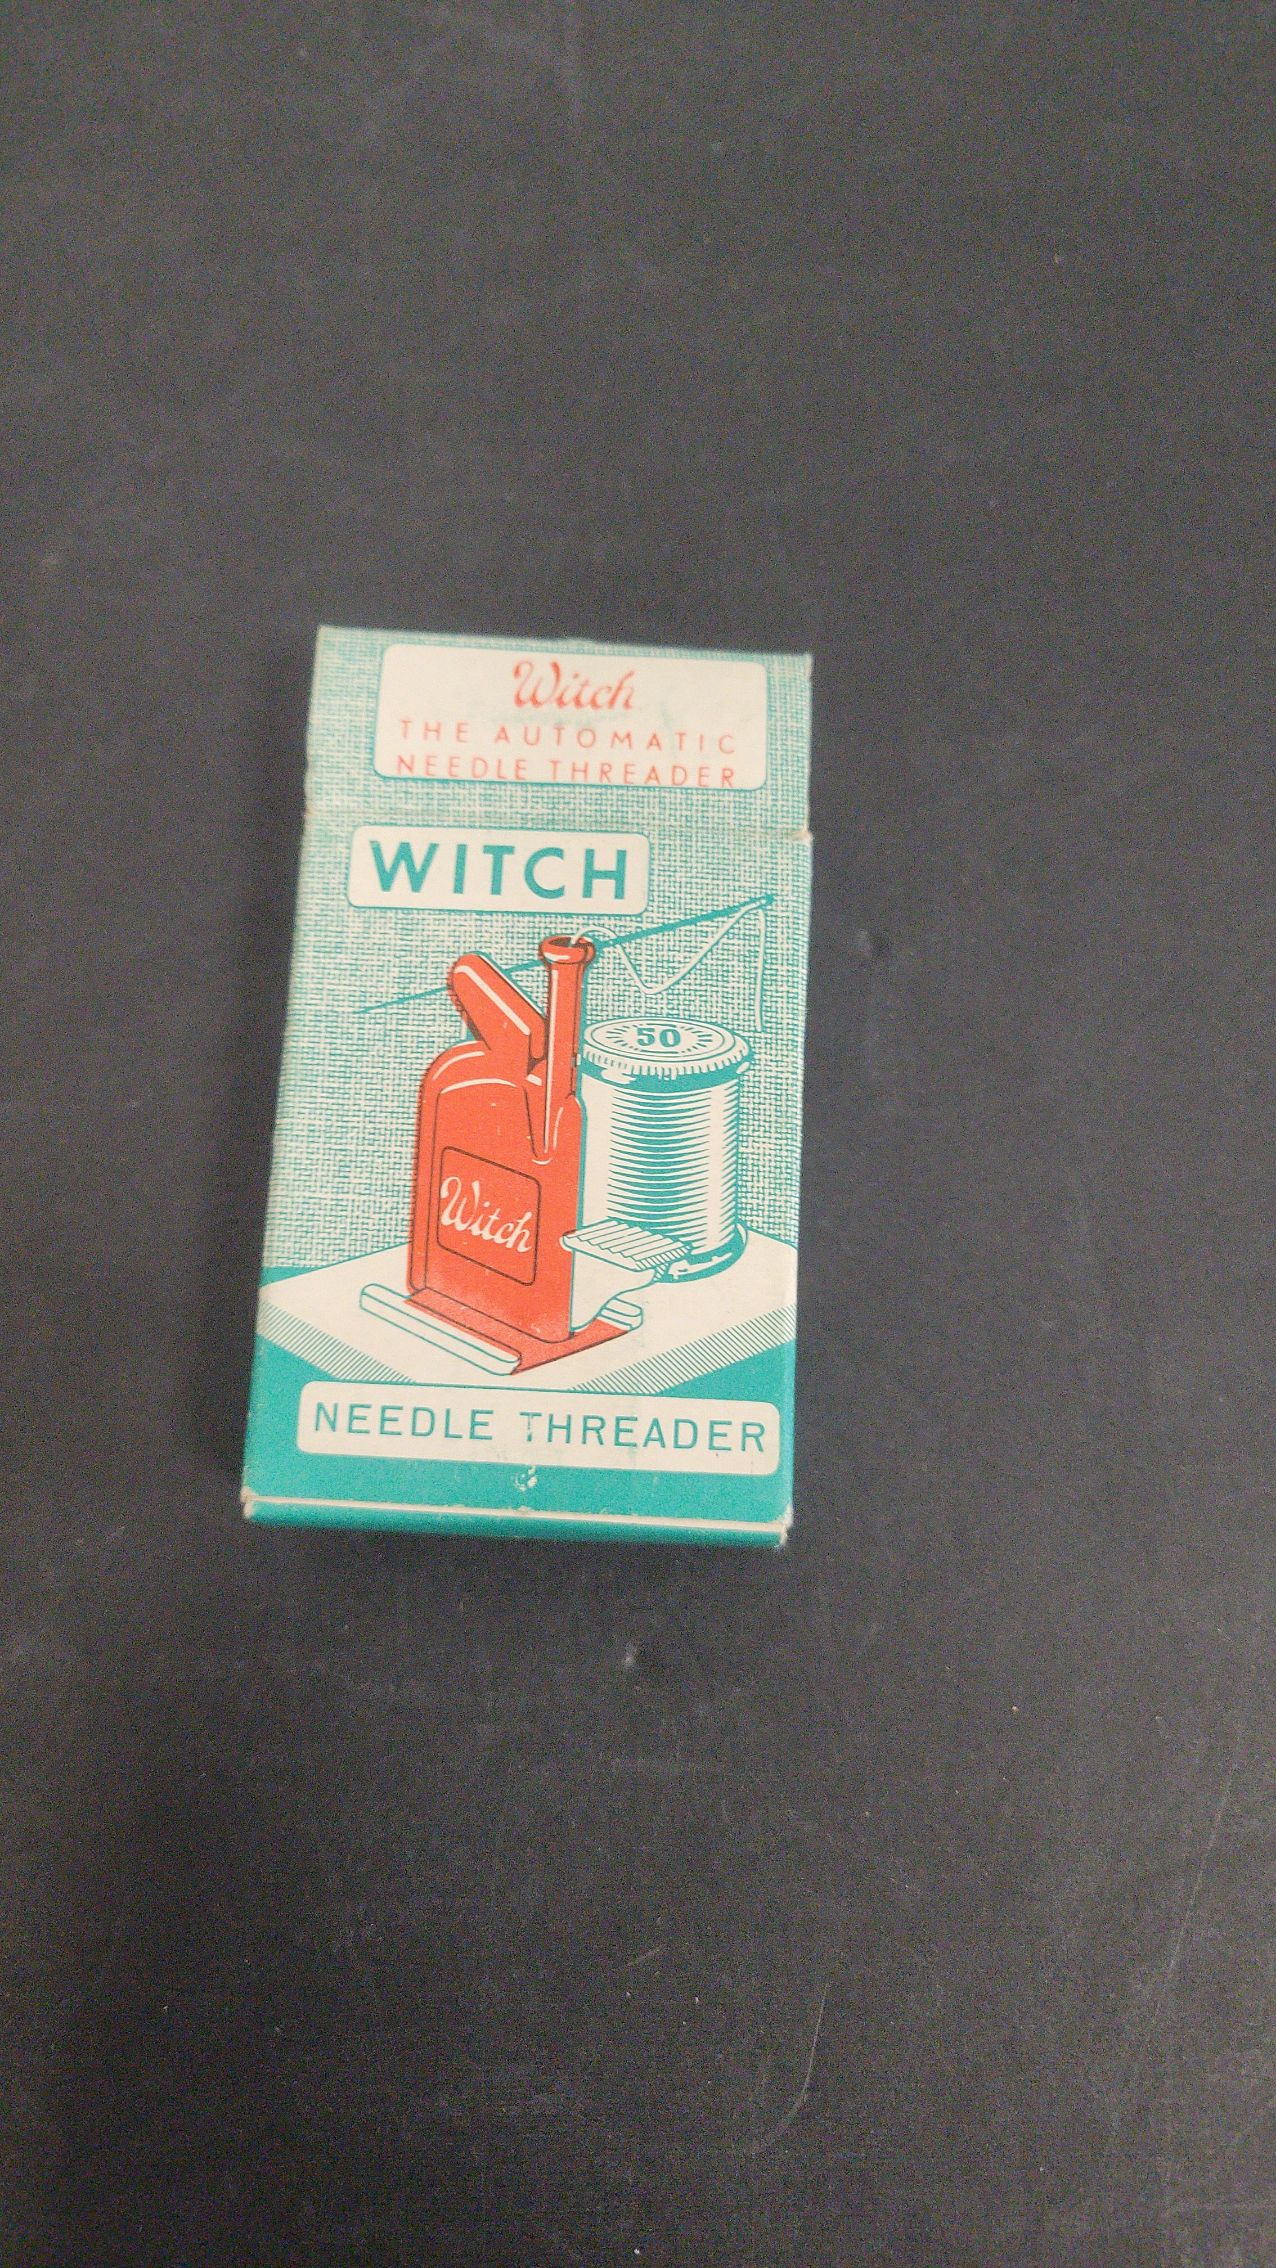 Witch
THE AUTOMATIC
NEEDLE THREADER
WITCH
50
Witch
NEEDLE THREADER